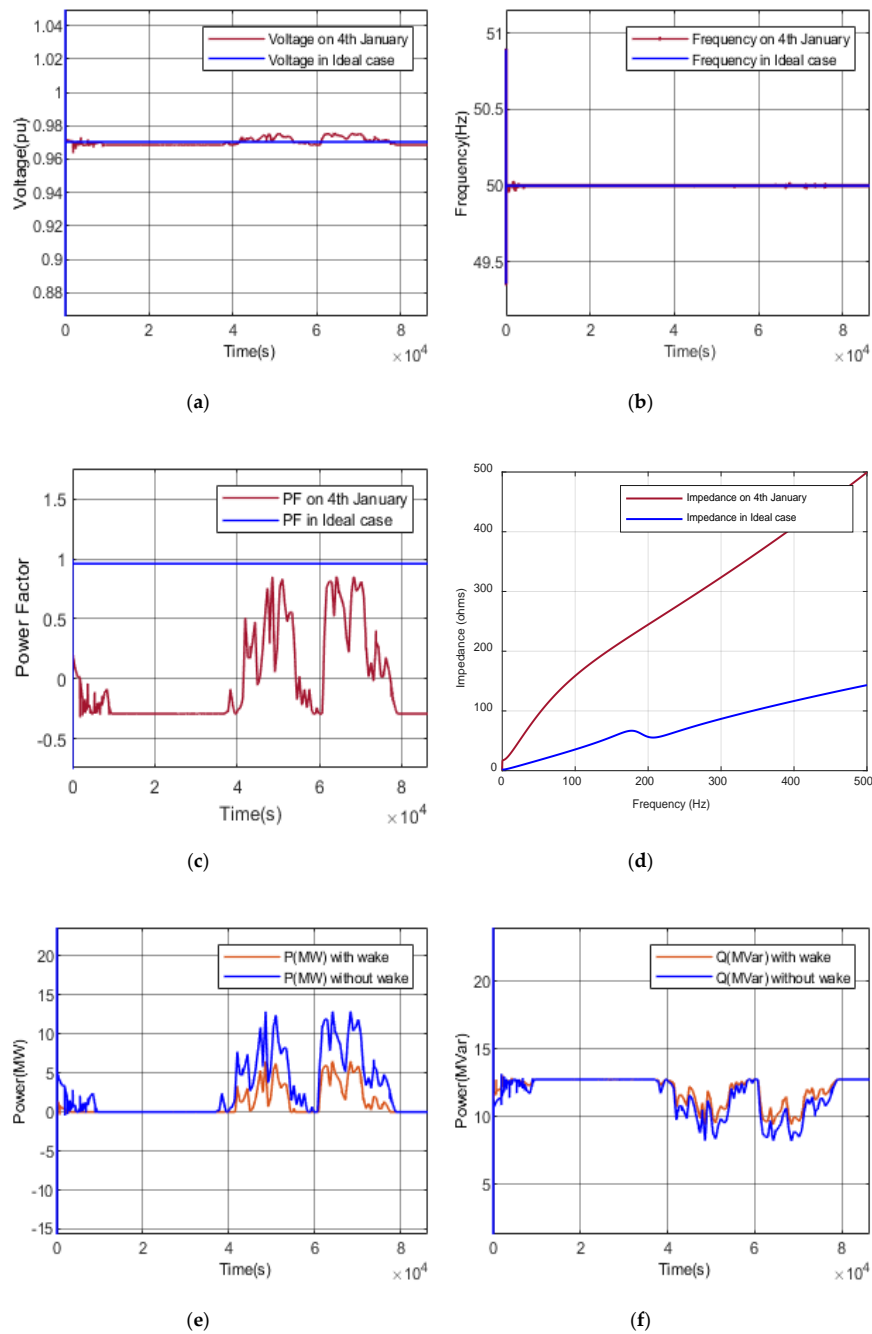 1.04
1.02
1
0.98
0.96
0.94
0.92
0.9
0.88
Voltage(pu)
Voltage on 4th January
Voltage in Ideal case
0 2 4 6 8
Time(s)
×10^4
(a)
51
50.5
50
49.5
Frequency(Hz)
Frequency on 4th January
Frequency in Ideal case
0 2 4 6 8
Time(s)
×10^4
(b)
1.5
1
0.5
0
-0.5
Power Factor
PF on 4th January
PF in Ideal case
0 2 4 6 8
Time(s)
×10^4
(c)
500
400
300
200
100
0
Impedance (ohms)
Impedance on 4th January
Impedance in Ideal case
0 100 200 300 400 500
Frequency (Hz)
(d)
20
15
10
5
0
-5
-10
-15
Power(MW)
P(MW) with wake
P(MW) without wake
0 2 4 6 8
Time(s)
×10^4
(e)
20
15
10
5
Power(MVar)
Q(MVar) with wake
Q(MVar) without wake
0 2 4 6 8
Time(s)
×10^4
(f)